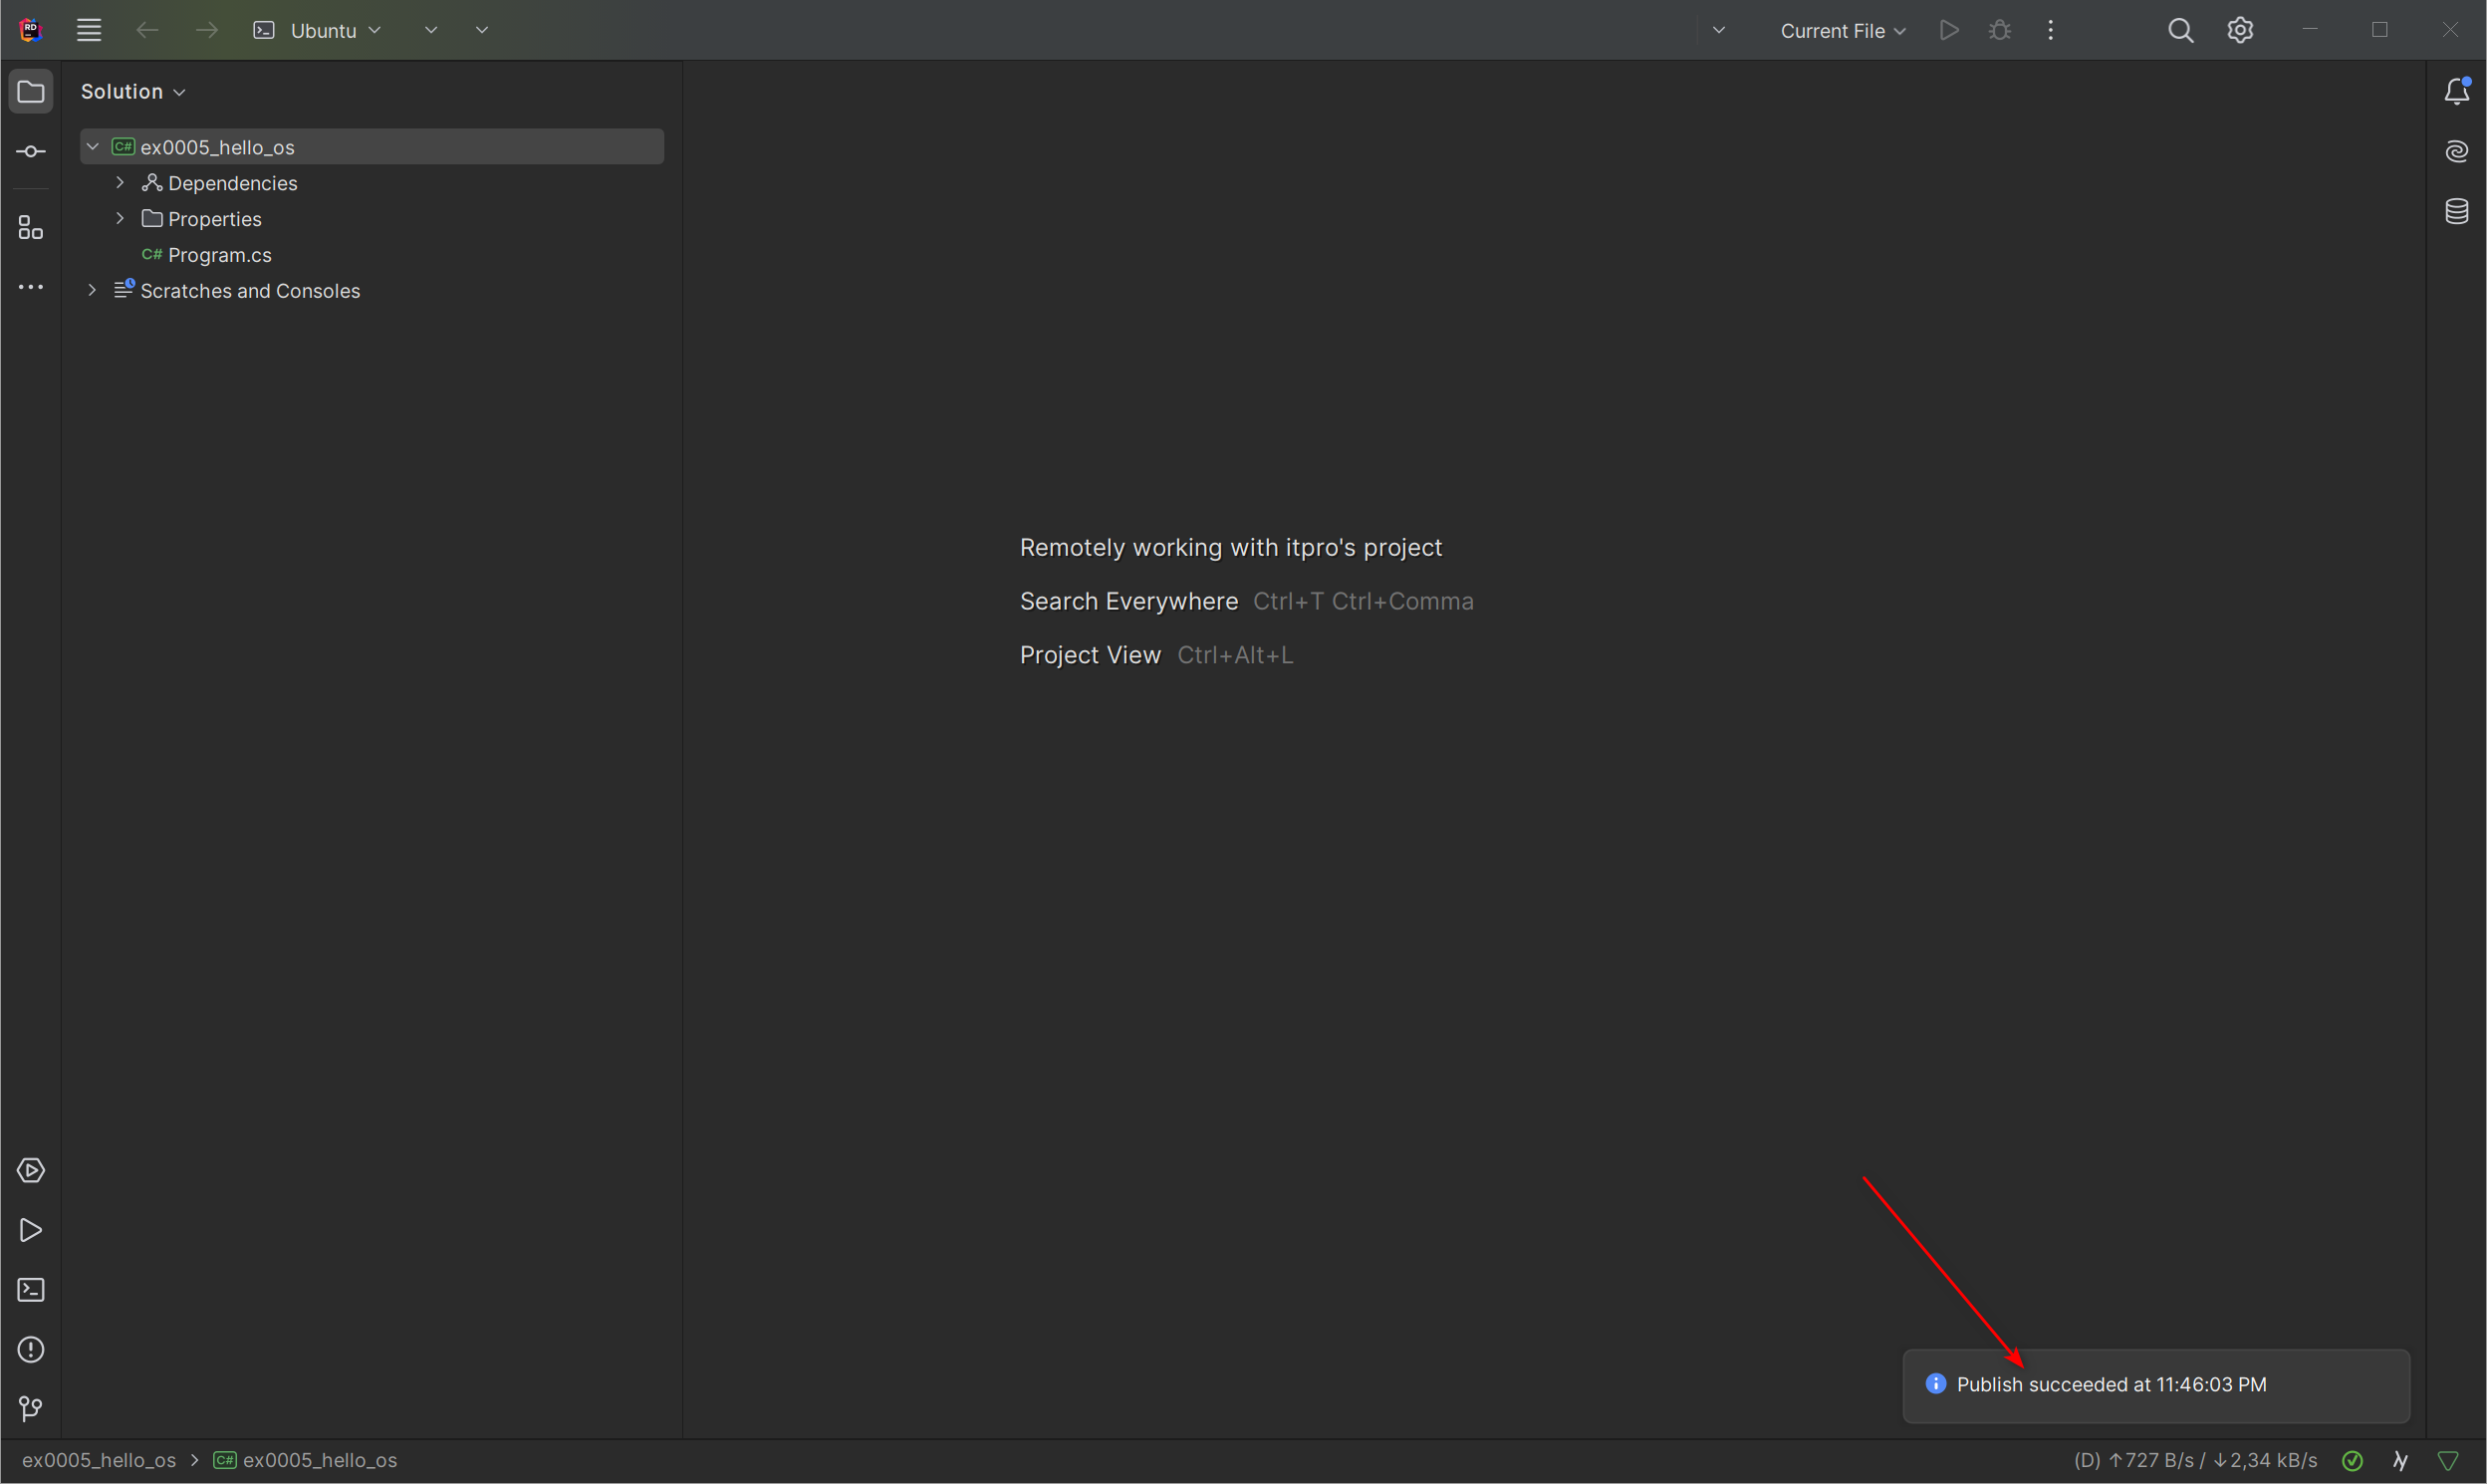 RD
Ubuntu
Current File
Solution
C# ex0005_hello_os
Dependencies
Properties
C# Program.cs
Scratches and Consoles
Remotely working with itpro's project
Search Everywhere Ctrl+T Ctrl+Comma
Project View Ctrl+Alt+L
Publish succeeded at 11:46:03 PM
ex0005_hello_os > C# ex0005_hello_os
(D) ↑727 B/s / ↓2,34 kB/s